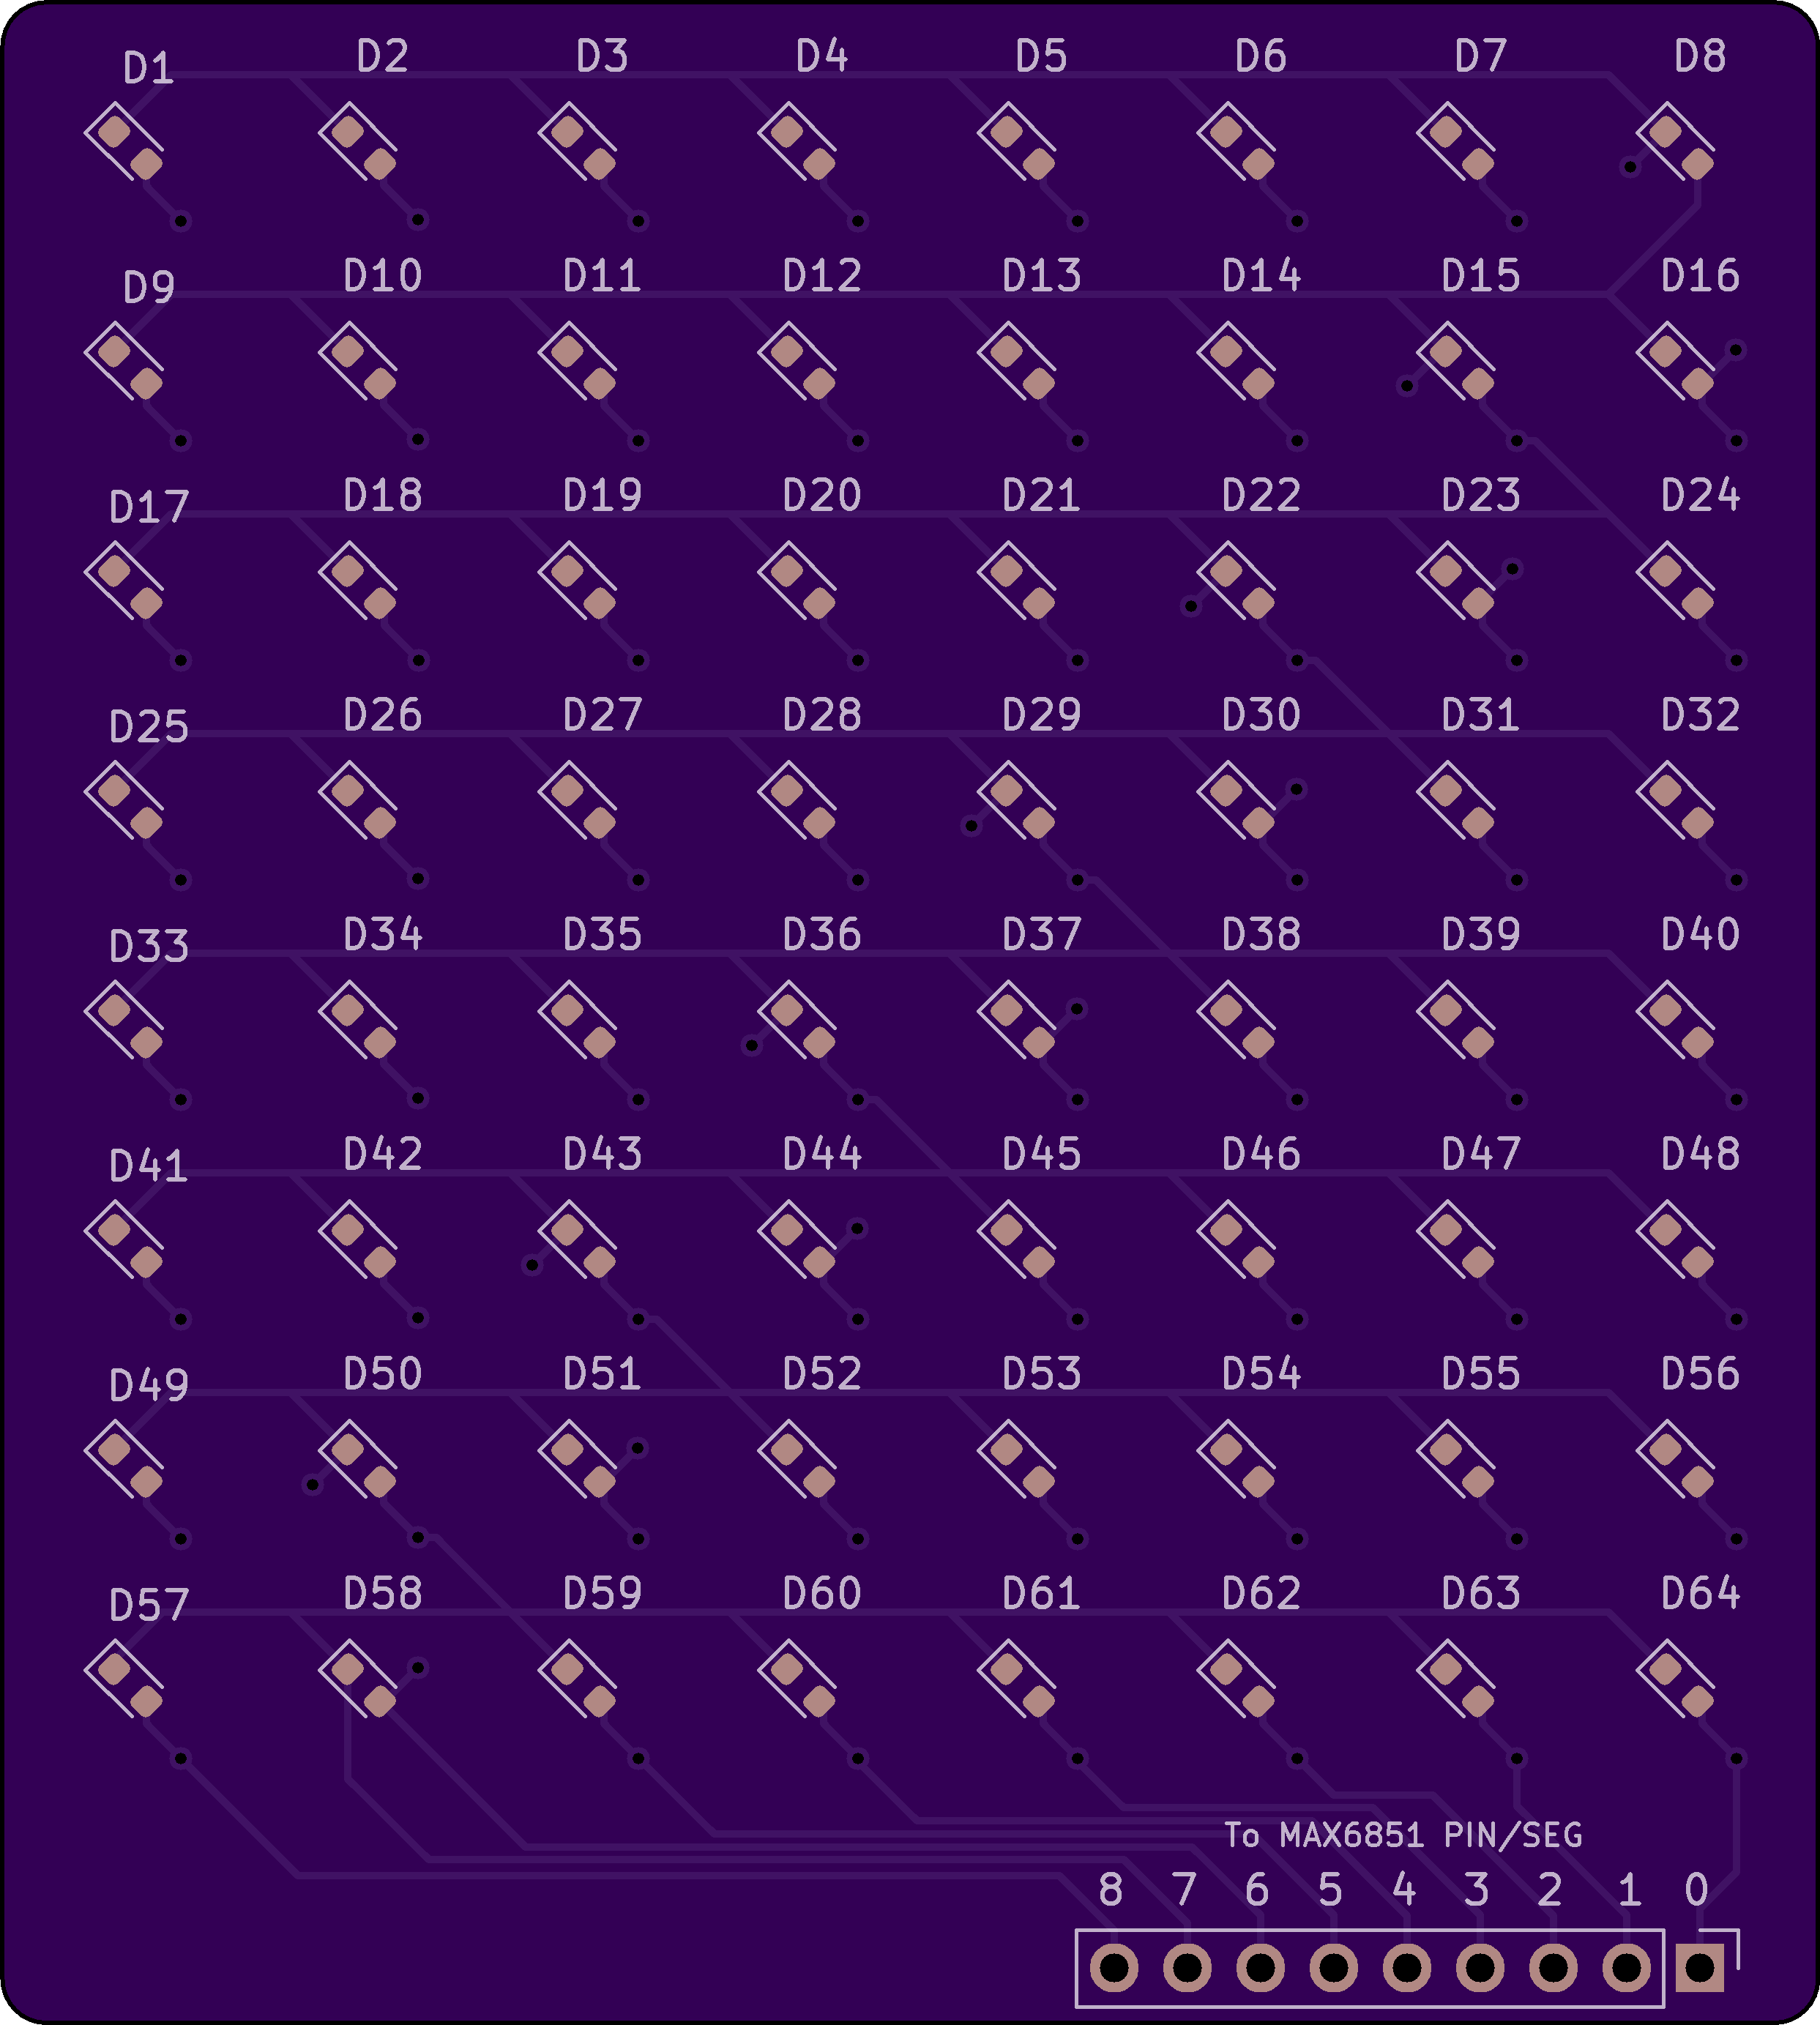 D1 D2 D3 D4 D5 D6 D7 D8
D9 D10 D11 D12 D13 D14 D15 D16
D17 D18 D19 D20 D21 D22 D23 D24
D25 D26 D27 D28 D29 D30 D31 D32
D33 D34 D35 D36 D37 D38 D39 D40
D41 D42 D43 D44 D45 D46 D47 D48
D49 D50 D51 D52 D53 D54 D55 D56
D57 D58 D59 D60 D61 D62 D63 D64
To MAX6851 PIN/SEG
8 7 6 5 4 3 2 1 0